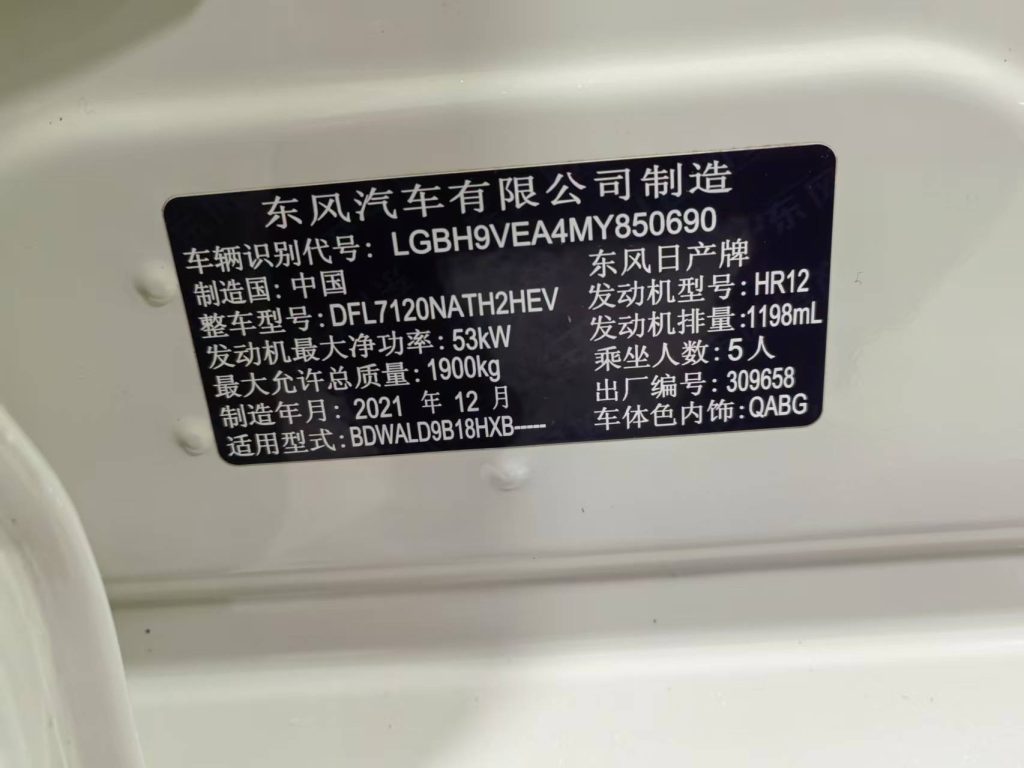 东风汽车有限公司制造
车辆识别代号: LGBH9VEA4MY850690
制造国: 中国 东风日产牌
整车型号: DFL7120NATH2HEV 发动机型号: HR12
发动机最大净功率: 53kW 发动机排量: 1198mL
最大允许总质量: 1900kg 乘坐人数: 5人
制造年月: 2021 年 12 月 出厂编号: 309658
适用型式: BDWALD9B18HXB----- 车体色内饰: QABG